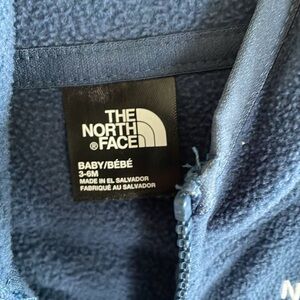 THE
NORTH
® FACE
BABY/BÉBÉ
3-6M
MADE IN EL SALVADOR
FABRIQUÉ AU SALVADOR